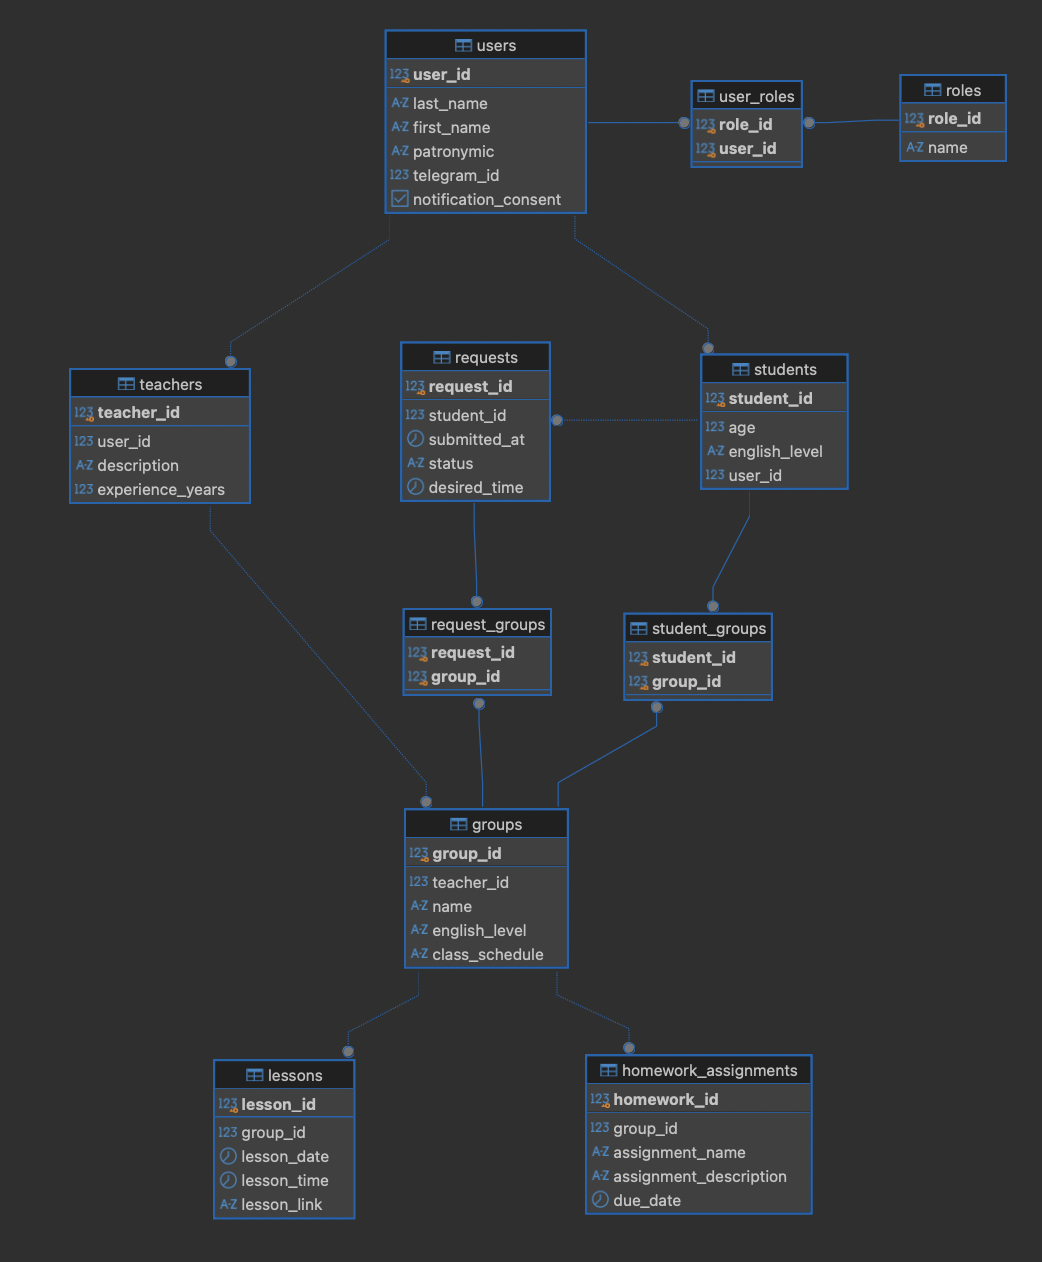 users
user_id
last_name
first_name
patronymic
telegram_id
notification_consent
user_roles
role_id
user_id
roles
role_id
name
teachers
teacher_id
user_id
description
experience_years
requests
request_id
student_id
submitted_at
status
desired_time
students
student_id
age
english_level
user_id
request_groups
request_id
group_id
student_groups
student_id
group_id
groups
group_id
teacher_id
name
english_level
class_schedule
lessons
lesson_id
group_id
lesson_date
lesson_time
lesson_link
homework_assignments
homework_id
group_id
assignment_name
assignment_description
due_date